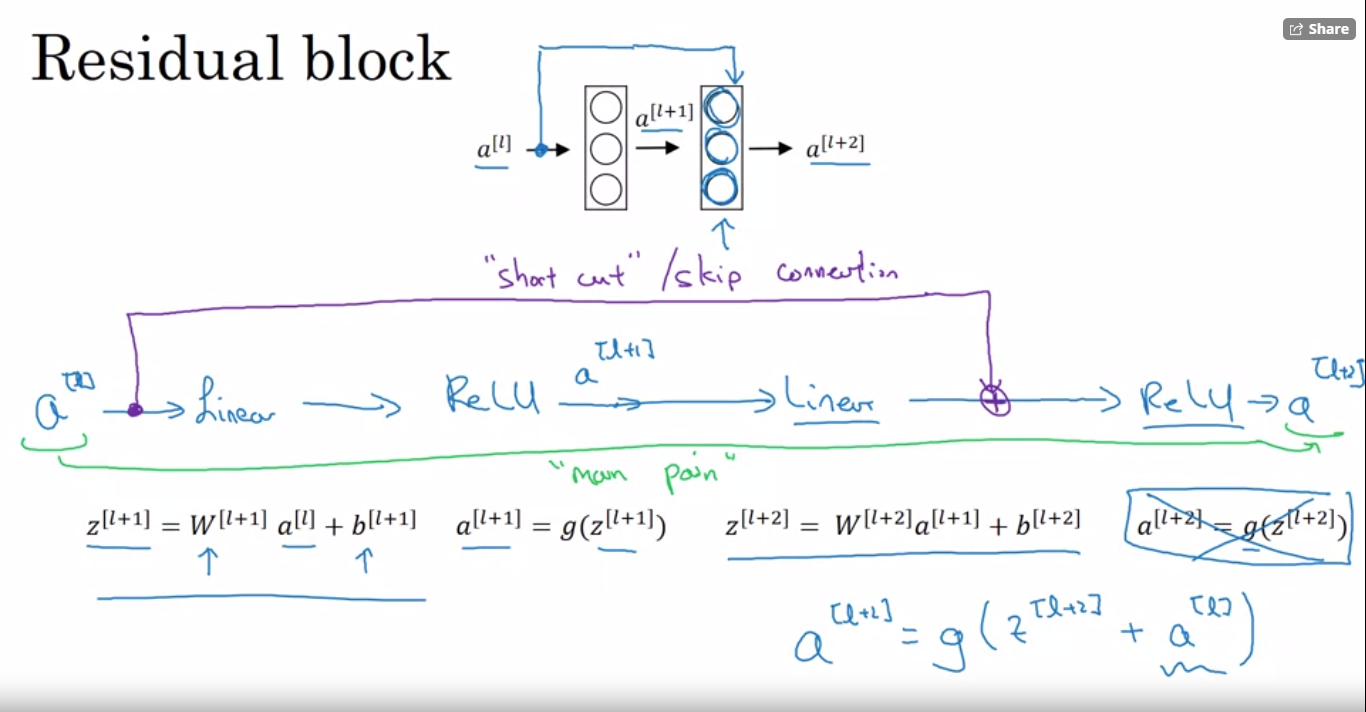 Share
Residual block
a^[l] a^[l+1] a^[l+2]
"short cut" / skip connection
a^[l] → Linear → ReLU a^[l+1] → Linear → ReLU → a^[l+2]
"main path"
z^[l+1] = W^[l+1] a^[l] + b^[l+1] a^[l+1] = g(z^[l+1]) z^[l+2] = W^[l+2]a^[l+1] + b^[l+2] a^[l+2] = g(z^[l+2])
a^[l+2] = g(z^[l+2] + a^[l])